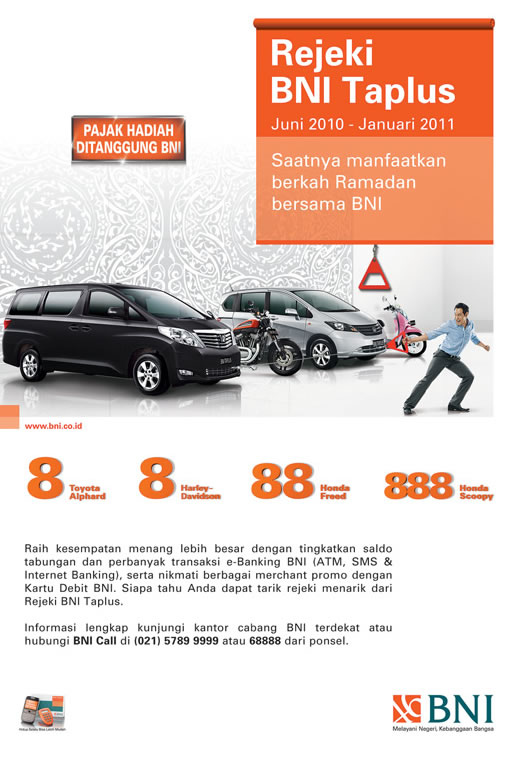 Rejeki
BNI Taplus
Juni 2010 - Januari 2011
Saatnya manfaatkan
berkah Ramadan
bersama BNI
PAJAK HADIAH
DITANGGUNG BNI
BNI TAPLUS
www.bni.co.id
8 Toyota
Alphard
8 Harley-
Davidson
88 Honda
Freed
888 Honda
Scoopy
Raih kesempatan menang lebih besar dengan tingkatkan saldo
tabungan dan perbanyak transaksi e-Banking BNI (ATM, SMS &
Internet Banking), serta nikmati berbagai merchant promo dengan
Kartu Debit BNI. Siapa tahu Anda dapat tarik rejeki menarik dari
Rejeki BNI Taplus.
Informasi lengkap kunjungi kantor cabang BNI terdekat atau
hubungi BNI Call di (021) 5789 9999 atau 68888 dari ponsel.
BNI
Melayani Negeri, Kebanggaan Bangsa